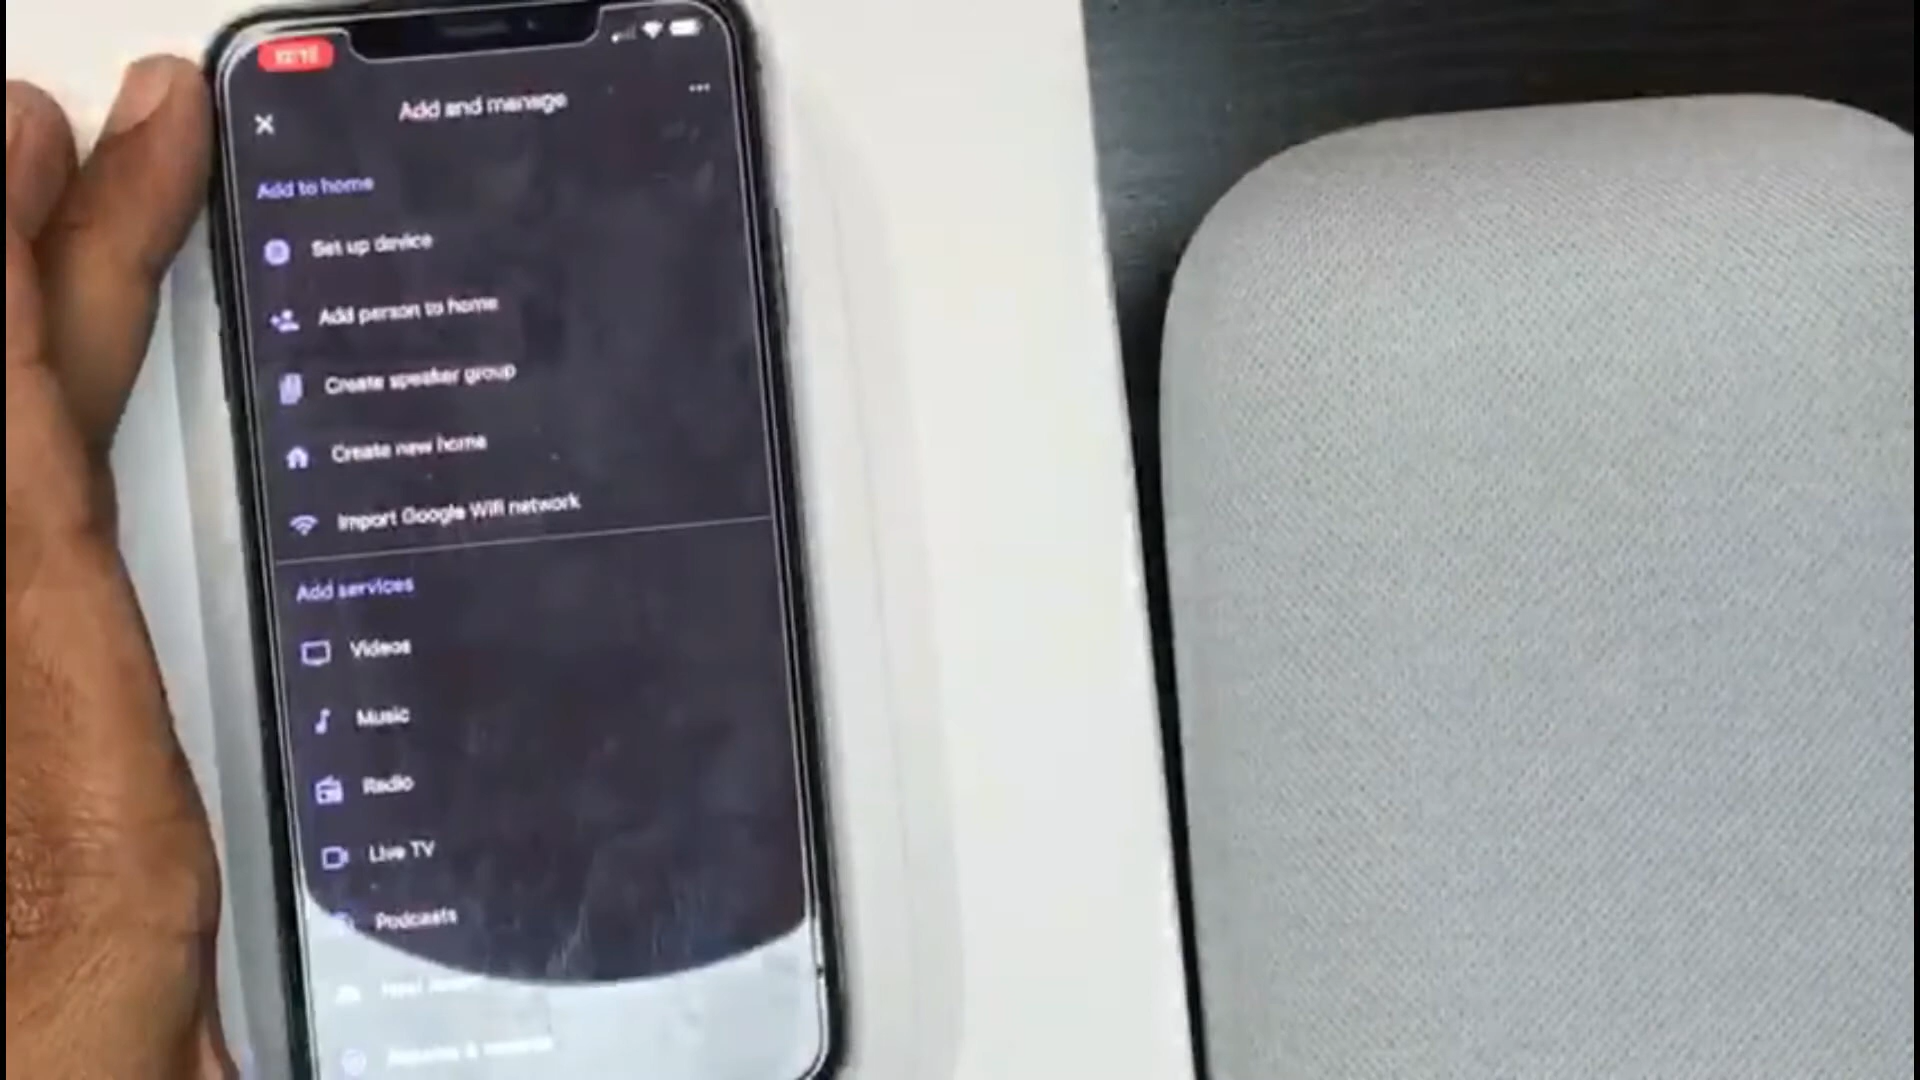 Add and manage
Add to home
Set up device
Add person to home
Create speaker group
Create new home
Import Google Wifi network
Add services
Videos
Music
Radio
Live TV
Podcasts